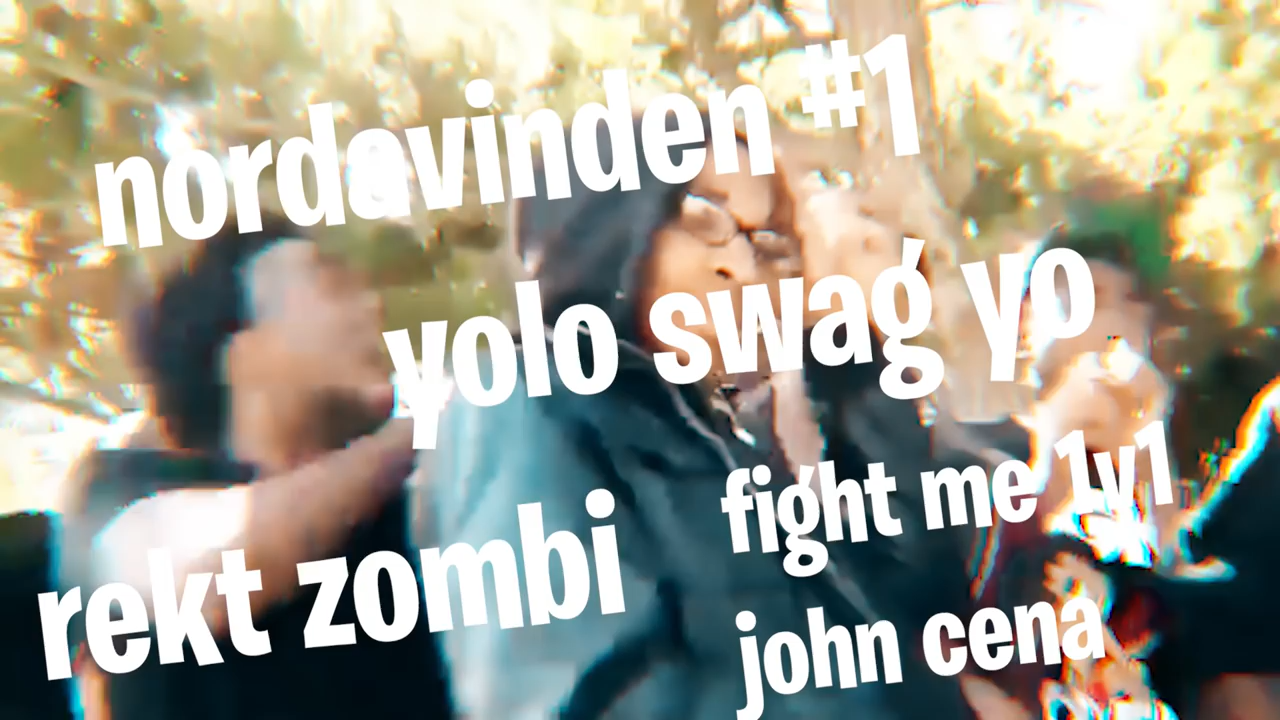 nordavinden #1
yolo swag yo
fight me 1v1
rekt zombi
john cena